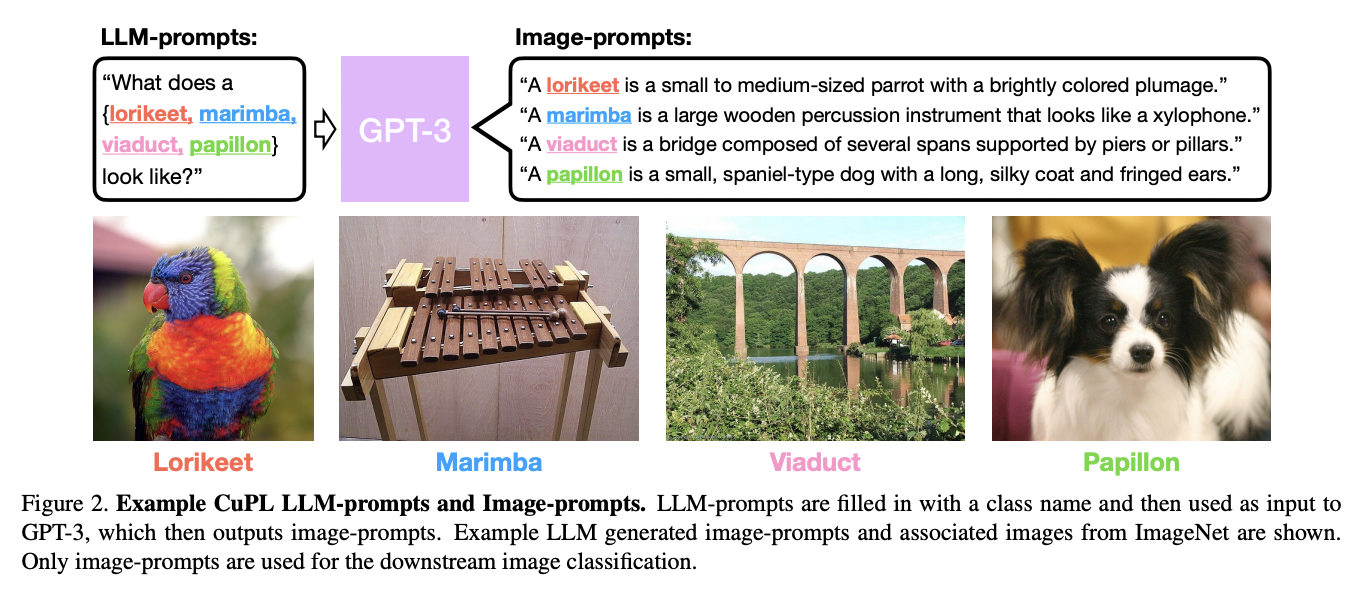 LLM-prompts:
“What does a
{lorikeet, marimba,
viaduct, papillon}
look like?”
GPT-3
Image-prompts:
“A lorikeet is a small to medium-sized parrot with a brightly colored plumage.”
“A marimba is a large wooden percussion instrument that looks like a xylophone.”
“A viaduct is a bridge composed of several spans supported by piers or pillars.”
“A papillon is a small, spaniel-type dog with a long, silky coat and fringed ears.”
Lorikeet
Marimba
Viaduct
Papillon
Figure 2. Example CuPL LLM-prompts and Image-prompts. LLM-prompts are filled in with a class name and then used as input to
GPT-3, which then outputs image-prompts. Example LLM generated image-prompts and associated images from ImageNet are shown.
Only image-prompts are used for the downstream image classification.